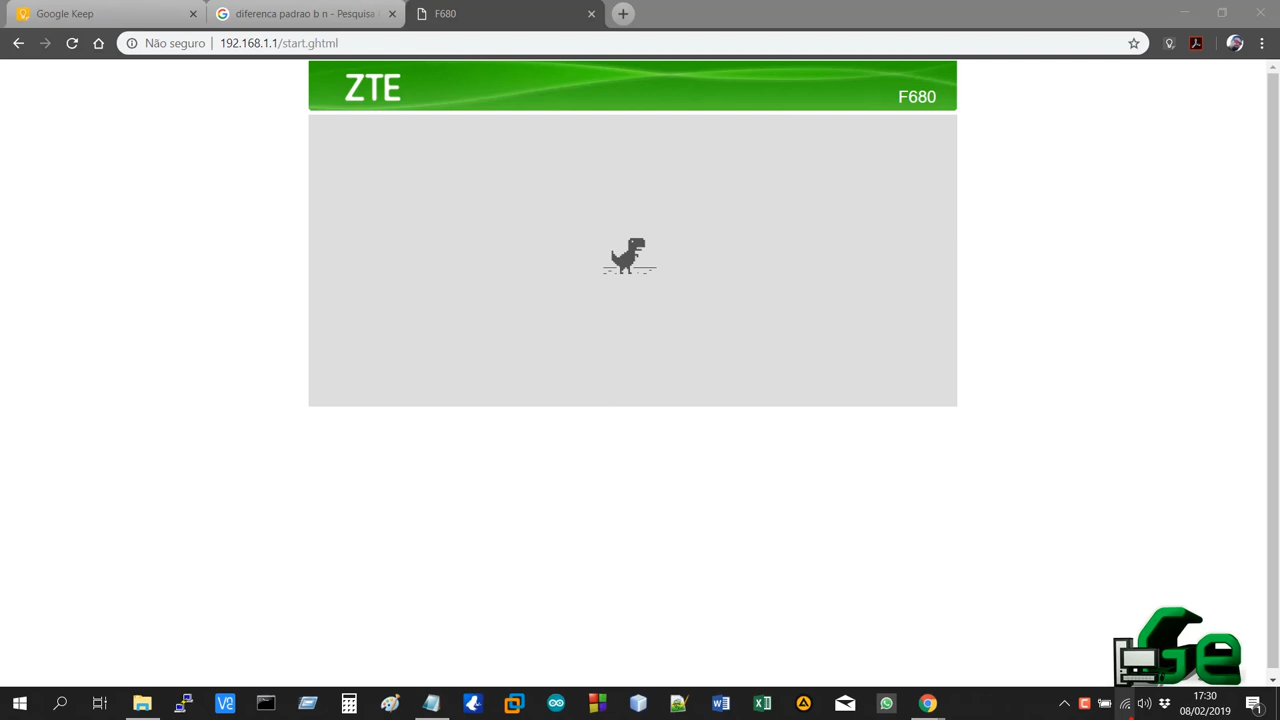 Google Keep
diferenca padrao b n - Pesquisa
F680
Não seguro
192.168.1.1/start.ghtml
ZTE
F680
Ge
17:30
08/02/2019